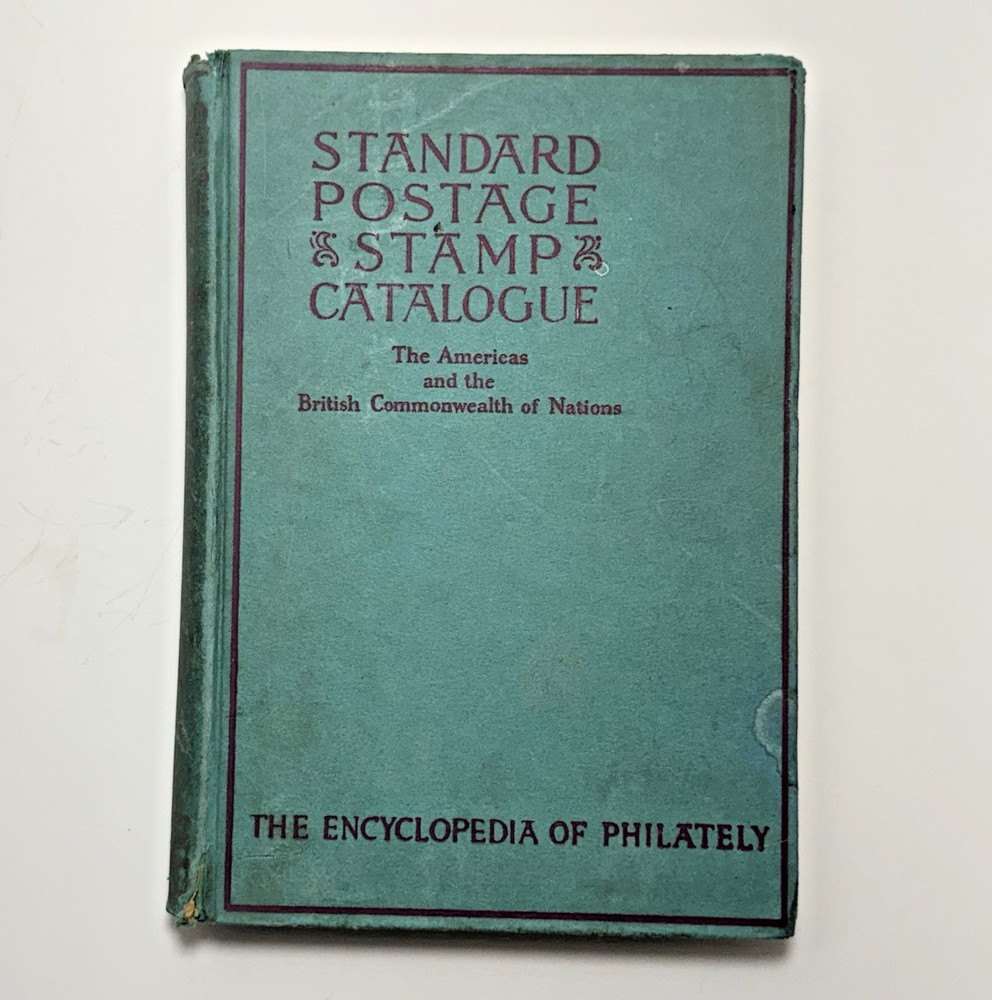 STANDARD
POSTAGE
STAMP
CATALOGUE
The Americas
and the
British Commonwealth of Nations
THE ENCYCLOPEDIA OF PHILATELY